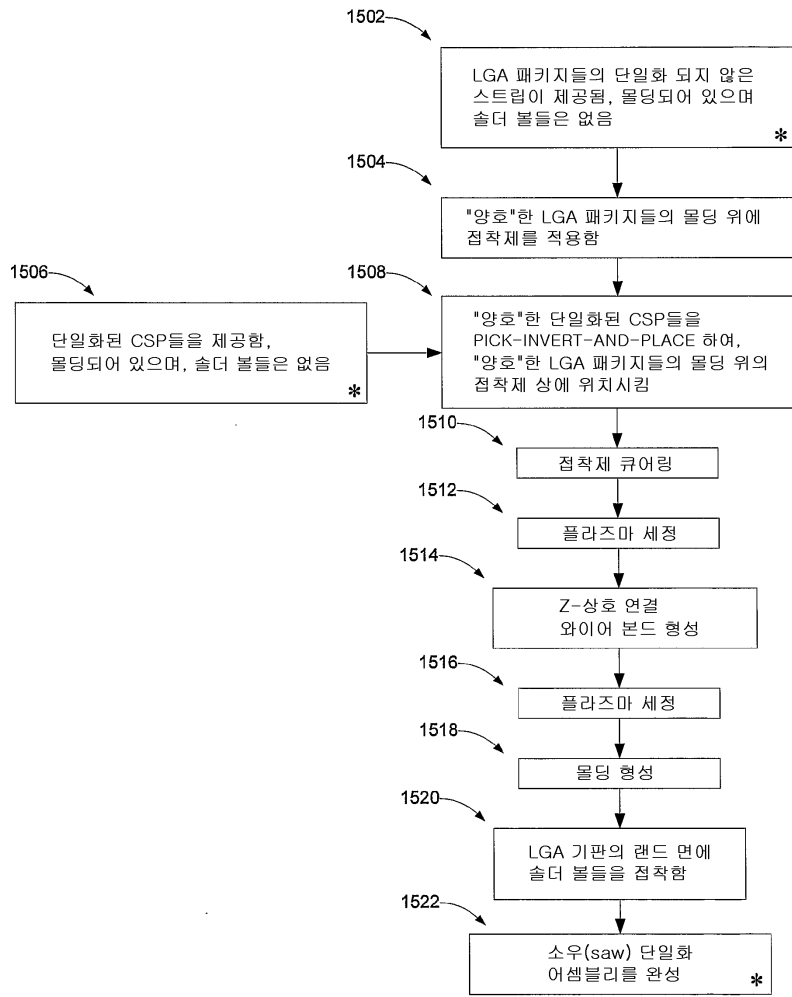 1502
LGA 패키지들의 단일화 되지 않은
스트립이 제공됨, 몰딩되어 있으며
솔더 볼들은 없음
*
1504
"양호"한 LGA 패키지들의 몰딩 위에
접착제를 적용함
1506
단일화된 CSP들을 제공함,
몰딩되어 있으며, 솔더 볼들은 없음
*
1508
"양호"한 단일화된 CSP들을
PICK-INVERT-AND-PLACE 하여,
"양호"한 LGA 패키지들의 몰딩 위의
접착제 상에 위치시킴
1510
접착제 큐어링
1512
플라즈마 세정
1514
Z-상호 연결
와이어 본드 형성
1516
플라즈마 세정
1518
몰딩 형성
1520
LGA 기판의 랜드 면에
솔더 볼들을 접착함
1522
소우(saw) 단일화
어셈블리를 완성
*